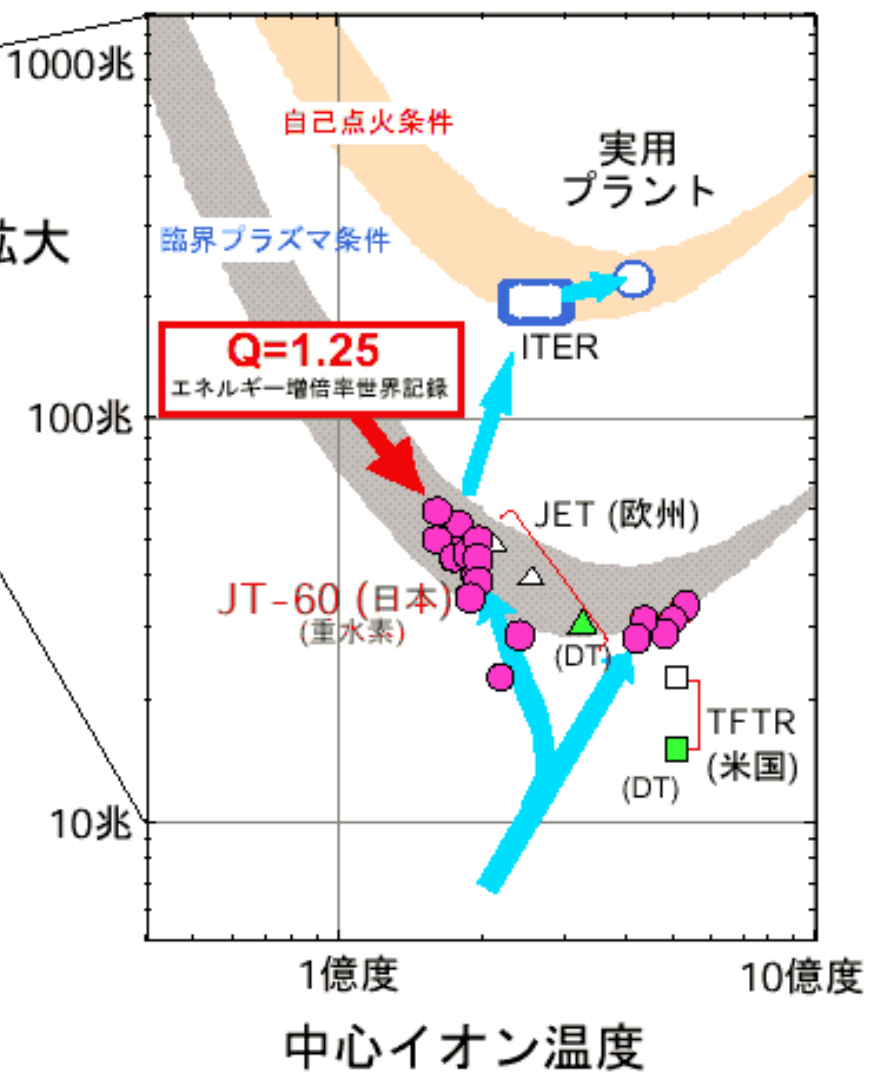 1000兆
自己点火条件
実用
プラント
臨界プラズマ条件
拡大
Q=1.25
エネルギー増倍率世界記録
ITER
100兆
JET (欧州)
JT-60 (日本)
(重水素)
(DT)
TFTR
(米国)
(DT)
10兆
1億度
10億度
中心イオン温度